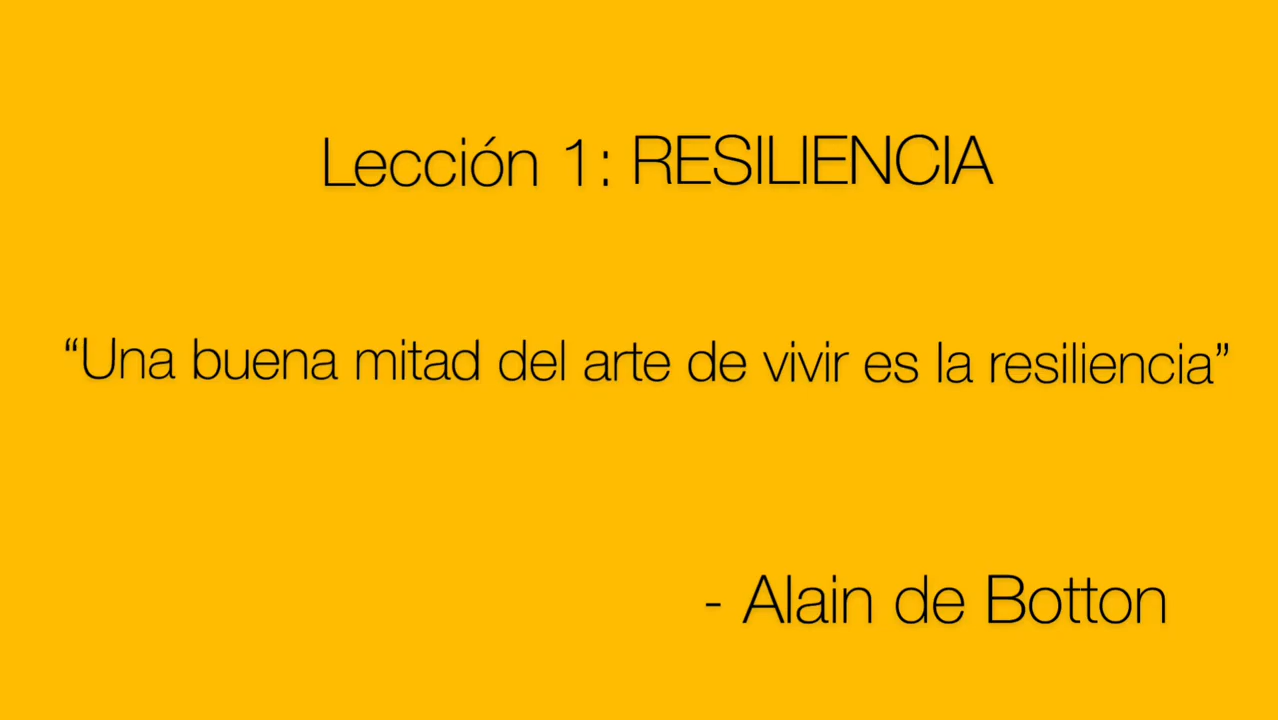 Lección 1: RESILIENCIA
“Una buena mitad del arte de vivir es la resiliencia”
- Alain de Botton